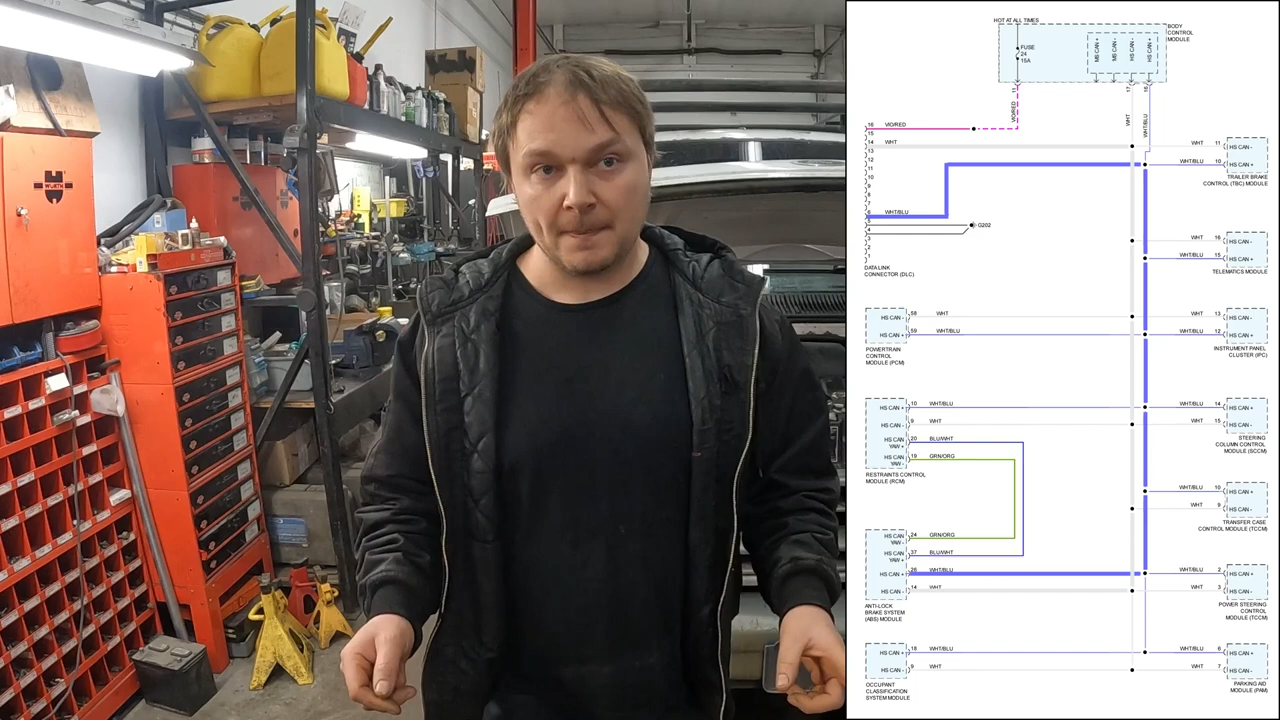 WÜRTH
HOT AT ALL TIMES
BODY
CONTROL
MODULE
FUSE
24
15A
MS CAN +
MS CAN -
HS CAN -
HS CAN +
11
17
16
VIO/RED
WHT
WHT/BLU
16 VIO/RED
15
14 WHT
13
12
11
10
9
8
7
6 WHT/BLU
5
4
3
2
1
G202
DATA LINK
CONNECTOR (DLC)
WHT 11 HS CAN -
WHT/BLU 10 HS CAN +
TRAILER BRAKE
CONTROL (TBC) MODULE
WHT 16 HS CAN -
WHT/BLU 15 HS CAN +
TELEMATICS MODULE
HS CAN - 58 WHT
HS CAN + 59 WHT/BLU
POWERTRAIN
CONTROL
MODULE (PCM)
WHT 13 HS CAN -
WHT/BLU 12 HS CAN +
INSTRUMENT PANEL
CLUSTER (IPC)
HS CAN + 10 WHT/BLU
HS CAN - 9 WHT
HS CAN
YAW + 20 BLU/WHT
HS CAN
YAW - 19 GRN/ORG
RESTRAINTS CONTROL
MODULE (RCM)
WHT/BLU 14 HS CAN +
WHT 15 HS CAN -
STEERING
COLUMN CONTROL
MODULE (SCCM)
WHT/BLU 10 HS CAN +
WHT 9 HS CAN -
TRANSFER CASE
CONTROL MODULE (TCCM)
HS CAN
YAW - 24 GRN/ORG
HS CAN
YAW + 37 BLU/WHT
HS CAN + 26 WHT/BLU
HS CAN - 14 WHT
ANTI-LOCK
BRAKE SYSTEM
(ABS) MODULE
WHT/BLU 2 HS CAN +
WHT 3 HS CAN -
POWER STEERING
CONTROL
MODULE (TCCM)
HS CAN + 18 WHT/BLU
HS CAN - 9 WHT
OCCUPANT
CLASSIFICATION
SYSTEM MODULE
WHT/BLU 6 HS CAN +
WHT 7 HS CAN -
PARKING AID
MODULE (PAM)